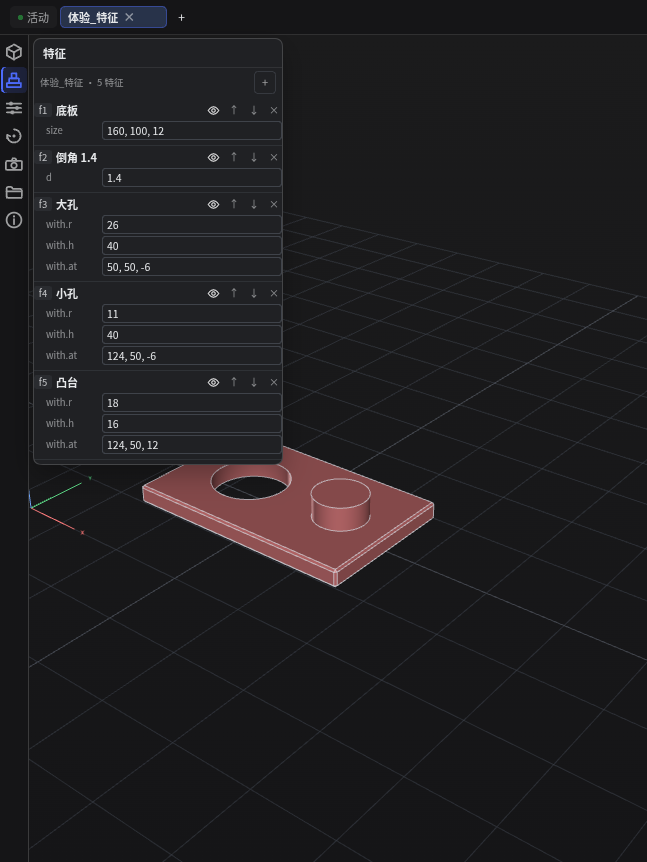 活动
体验_特征 ✕
+
特征
体验_特征 · 5 特征
+
f1 底板 ↑ ↓ ×
size 160, 100, 12
f2 倒角 1.4 ↑ ↓ ×
d 1.4
f3 大孔 ↑ ↓ ×
with.r 26
with.h 40
with.at 50, 50, -6
f4 小孔 ↑ ↓ ×
with.r 11
with.h 40
with.at 124, 50, -6
f5 凸台 ↑ ↓ ×
with.r 18
with.h 16
with.at 124, 50, 12
x